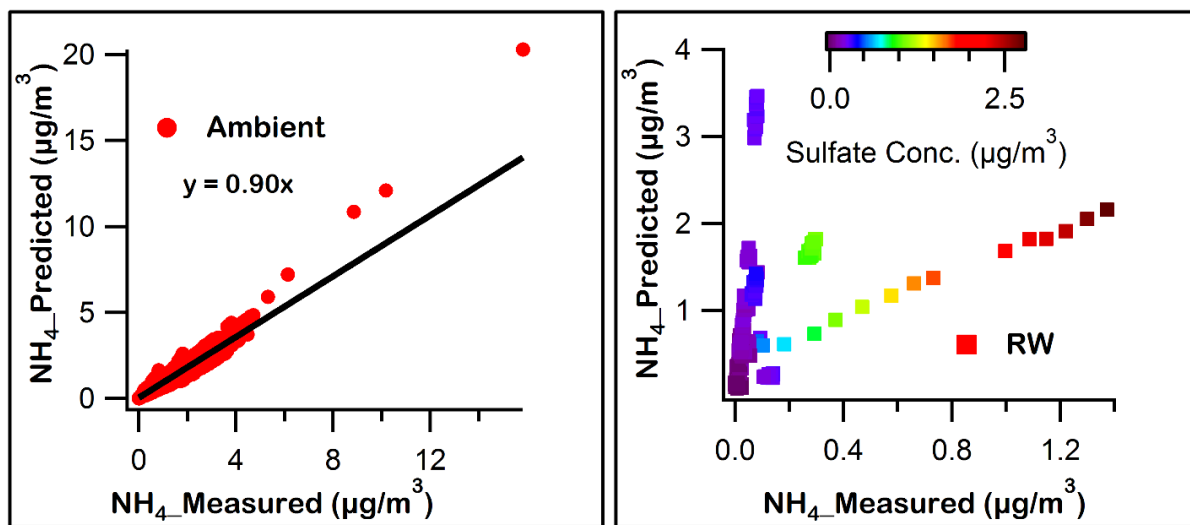 NH4_Predicted (µg/m3)
20
15
10
5
0
Ambient
y = 0.90x
0 4 8 12
NH4_Measured (µg/m3)
NH4_Predicted (µg/m3)
4
3
2
1
0.0 2.5
Sulfate Conc. (µg/m3)
RW
0.0 0.4 0.8 1.2
NH4_Measured (µg/m3)